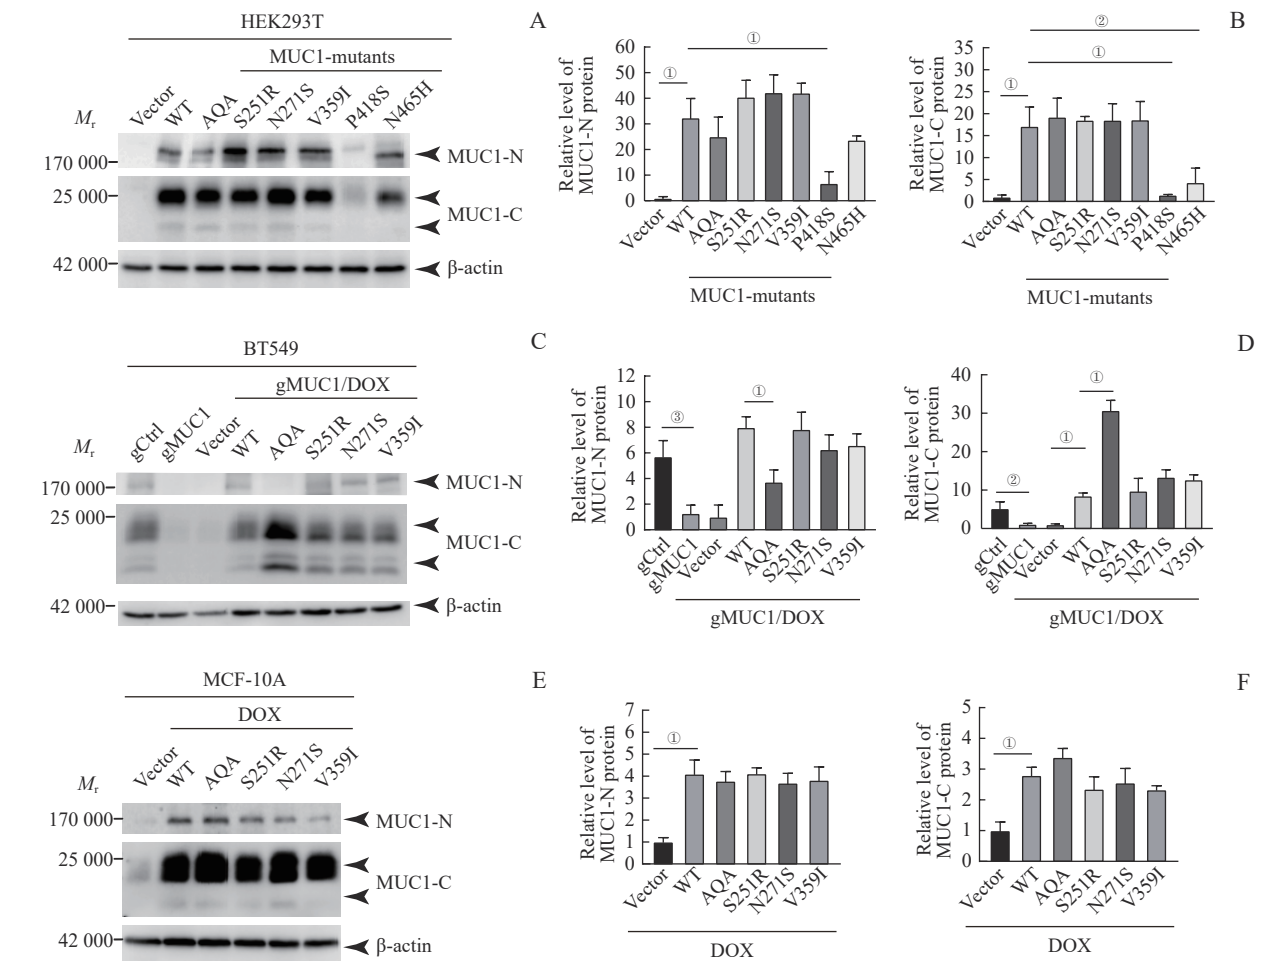 HEK293T
MUC1-mutants
Mr
Vector WT AQA S251R N271S V359I P418S N465H
170 000
MUC1-N
25 000
MUC1-C
42 000
β-actin
A
Relative level of
MUC1-N protein
60
50
40
30
20
10
0
①
①
Vector WT AQA S251R N271S V359I P418S N465H
MUC1-mutants
B
Relative level of
MUC1-C protein
35
30
25
20
15
10
5
0
②
①
①
Vector WT AQA S251R N271S V359I P418S N465H
MUC1-mutants
BT549
gMUC1/DOX
Mr
gCtrl gMUC1 Vector WT AQA S251R N271S V359I
170 000
MUC1-N
25 000
MUC1-C
42 000
β-actin
C
Relative level of
MUC1-N protein
12
10
8
6
4
2
0
③
①
gCtrl gMUC1 Vector WT AQA S251R N271S V359I
gMUC1/DOX
D
Relative level of
MUC1-C protein
40
30
20
10
0
②
①
①
gCtrl gMUC1 Vector WT AQA S251R N271S V359I
gMUC1/DOX
MCF-10A
DOX
Mr
Vector WT AQA S251R N271S V359I
170 000
MUC1-N
25 000
MUC1-C
42 000
β-actin
E
Relative level of
MUC1-N protein
7
6
5
4
3
2
1
0
①
Vector WT AQA S251R N271S V359I
DOX
F
Relative level of
MUC1-C protein
5
4
3
2
1
0
①
Vector WT AQA S251R N271S V359I
DOX